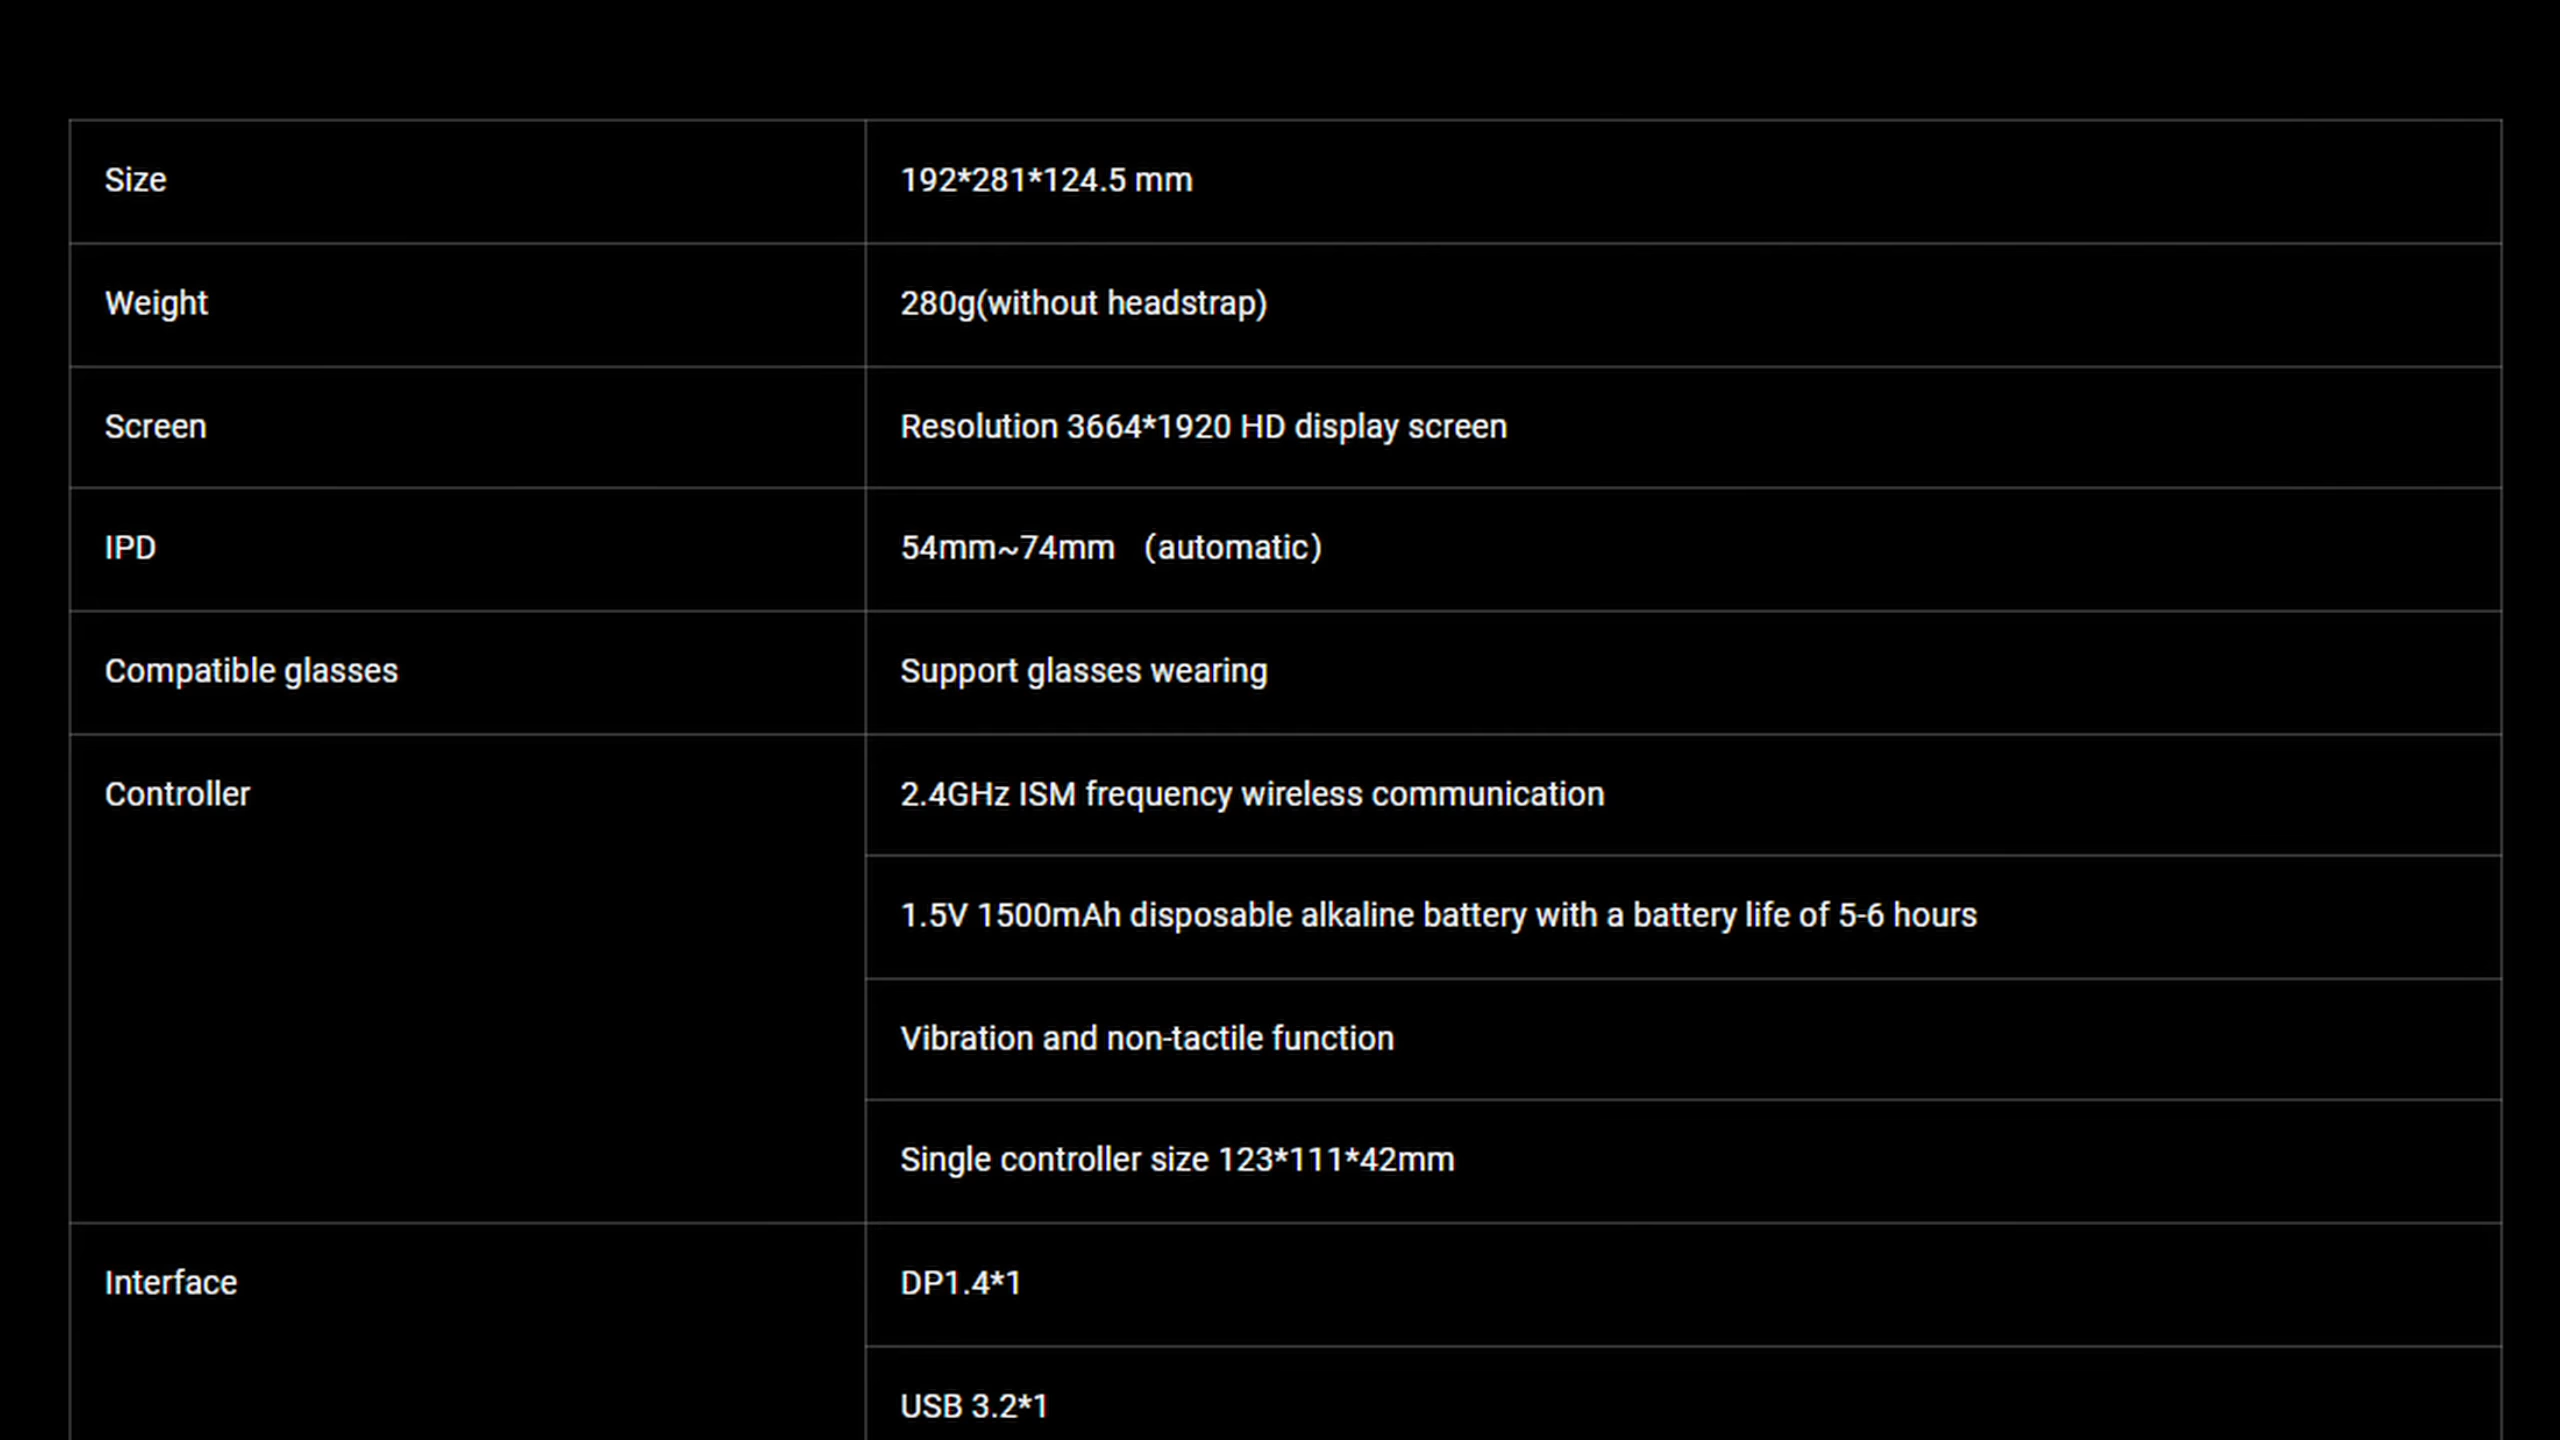 Size
192*281*124.5 mm
Weight
280g(without headstrap)
Screen
Resolution 3664*1920 HD display screen
IPD
54mm~74mm （automatic）
Compatible glasses
Support glasses wearing
Controller
2.4GHz ISM frequency wireless communication
1.5V 1500mAh disposable alkaline battery with a battery life of 5-6 hours
Vibration and non-tactile function
Single controller size 123*111*42mm
Interface
DP1.4*1
USB 3.2*1